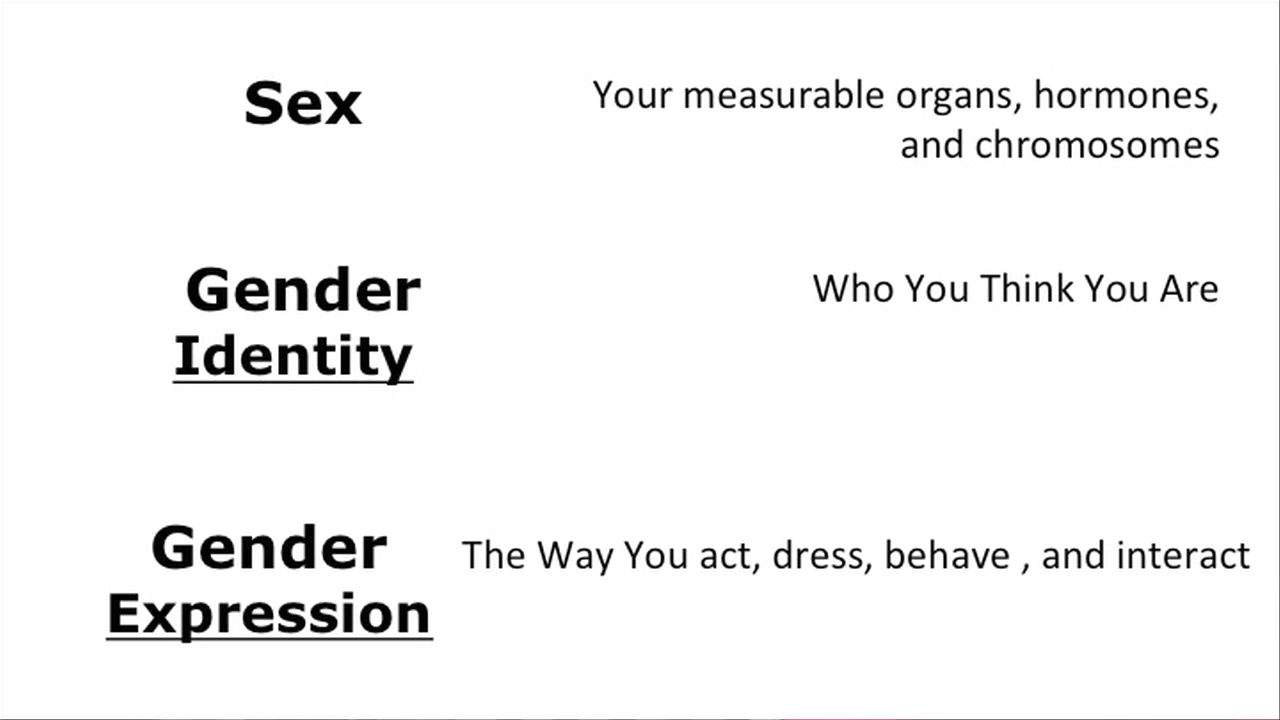 Sex
Your measurable organs, hormones,
and chromosomes
Gender
Identity
Who You Think You Are
Gender
Expression
The Way You act, dress, behave , and interact